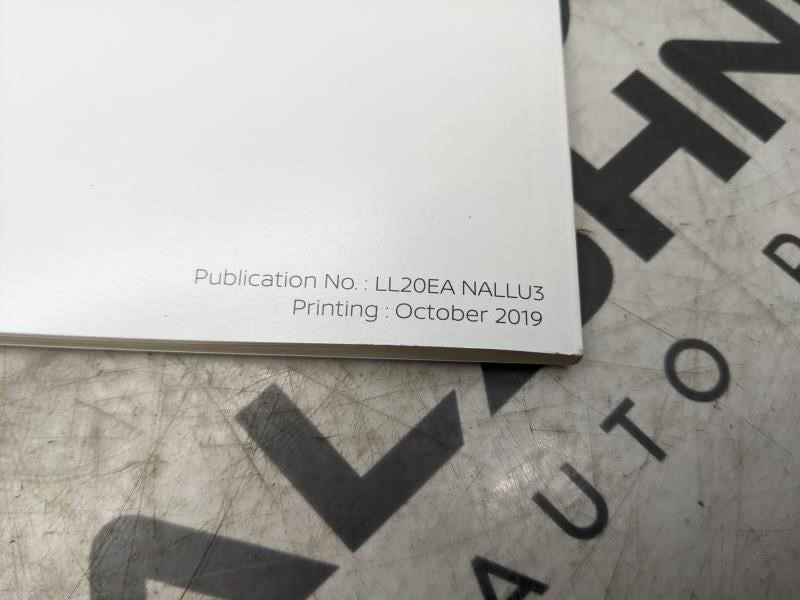 Publication No. : LL20EA NALLU3
Printing : October 2019
AUTO